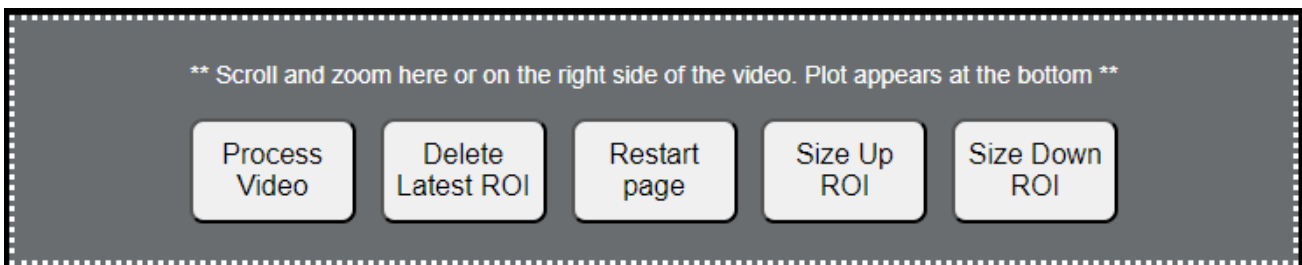 ** Scroll and zoom here or on the right side of the video. Plot appears at the bottom **
Process
Video
Delete
Latest ROI
Restart
page
Size Up
ROI
Size Down
ROI